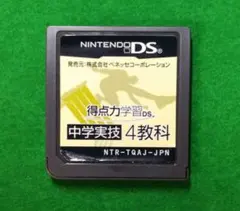 NINTENDO DS
発売元:株式会社ベネッセコーポレーション
得点力学習DS
中学実技 4教科
NTR-TQAJ-JPN